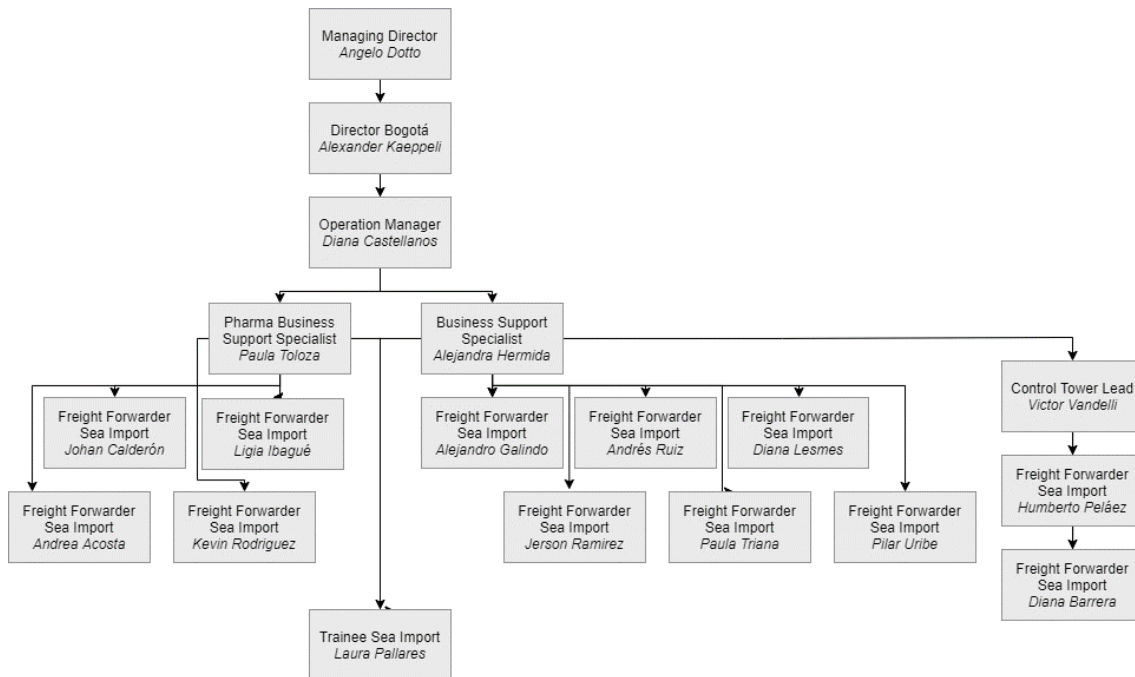 Managing Director
Angelo Dotto
Director Bogotá
Alexander Kaeppeli
Operation Manager
Diana Castellanos
Pharma Business
Support Specialist
Paula Toloza
Business Support
Specialist
Alejandra Hermida
Control Tower Lead
Victor Vandelli
Freight Forwarder
Sea Import
Johan Calderón
Freight Forwarder
Sea Import
Ligia Ibagué
Freight Forwarder
Sea Import
Alejandro Galindo
Freight Forwarder
Sea Import
Andrés Ruiz
Freight Forwarder
Sea Import
Diana Lesmes
Freight Forwarder
Sea Import
Humberto Peláez
Freight Forwarder
Sea Import
Andrea Acosta
Freight Forwarder
Sea Import
Kevin Rodriguez
Freight Forwarder
Sea Import
Jerson Ramirez
Freight Forwarder
Sea Import
Paula Triana
Freight Forwarder
Sea Import
Pilar Uribe
Freight Forwarder
Sea Import
Diana Barrera
Trainee Sea Import
Laura Pallares